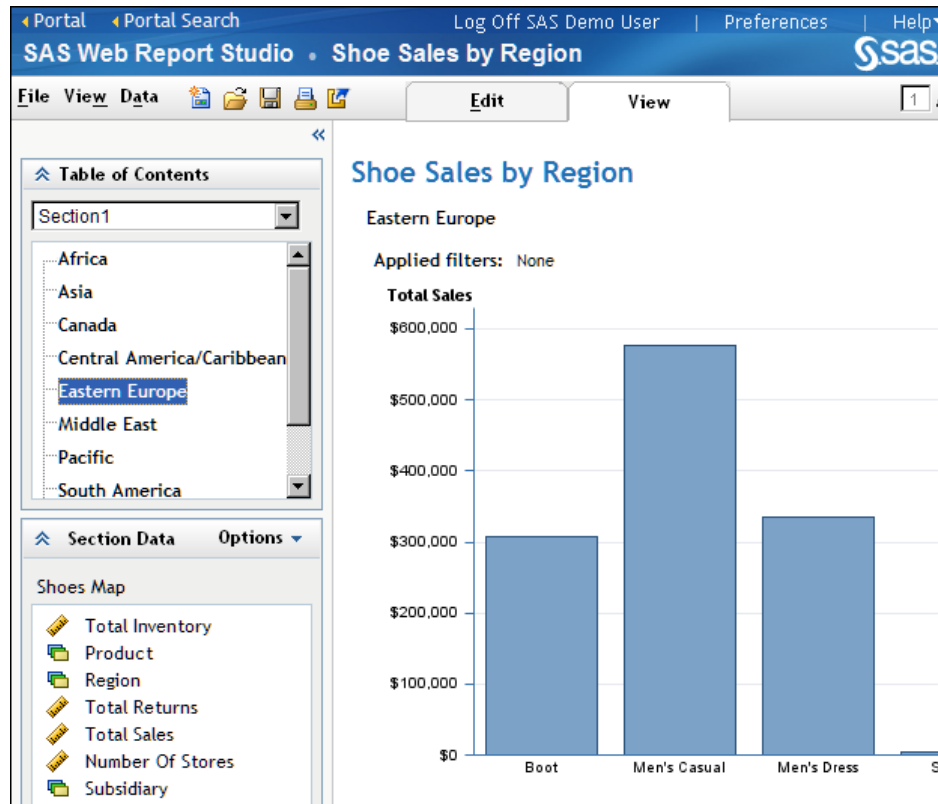 Portal Portal Search Log Off SAS Demo User | Preferences | Help
SAS Web Report Studio • Shoe Sales by Region sas
File View Data Edit View 1
«
Table of Contents
Section1
Africa
Asia
Canada
Central America/Caribbean
Eastern Europe
Middle East
Pacific
South America
Section Data Options
Shoes Map
Total Inventory
Product
Region
Total Returns
Total Sales
Number Of Stores
Subsidiary
Shoe Sales by Region
Eastern Europe
Applied filters: None
Total Sales
$600,000
$500,000
$400,000
$300,000
$200,000
$100,000
$0
Boot Men's Casual Men's Dress S